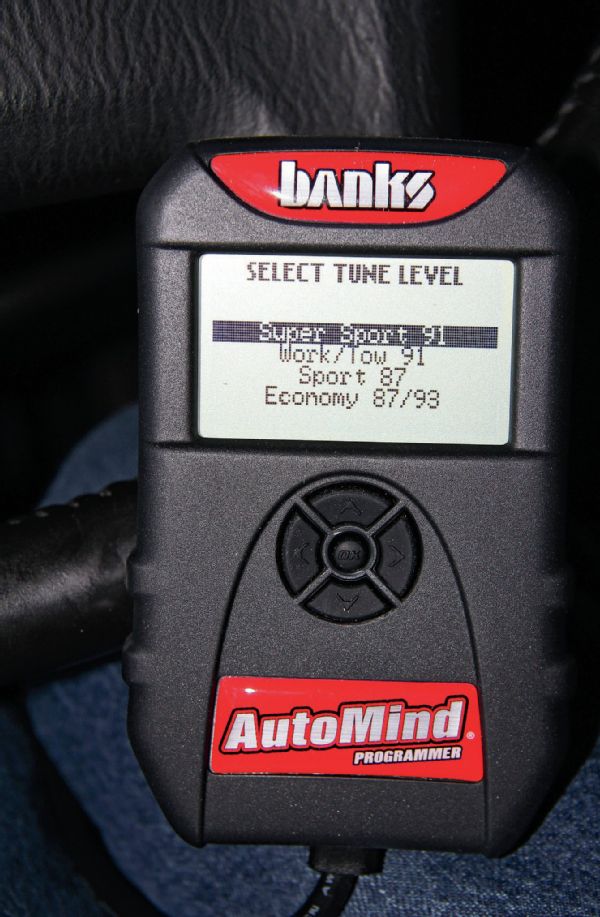 banks
SELECT TUNE LEVEL
Super Sport 91
Work/Tow 91
Sport 87
Economy 87/93
OK
AutoMind®
PROGRAMMER